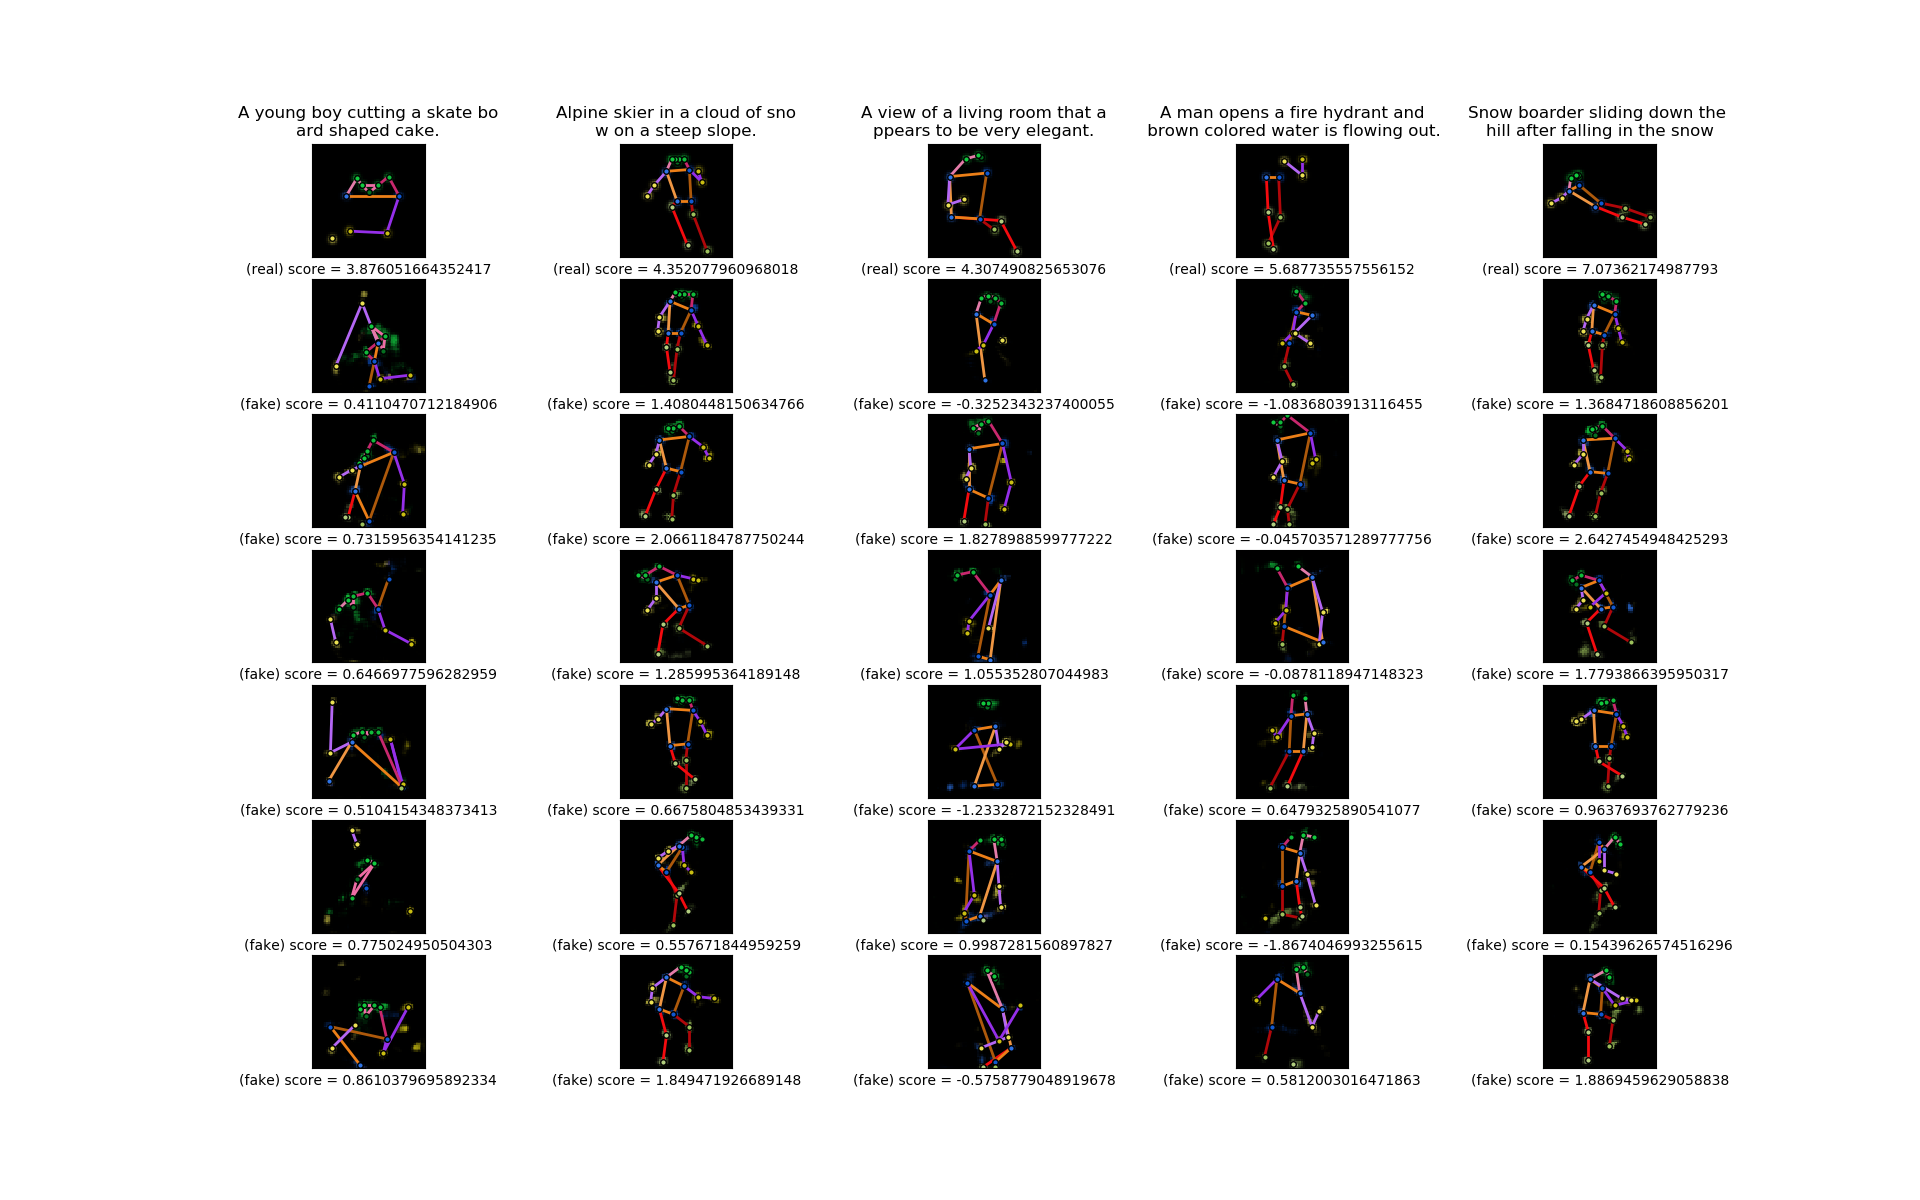 A young boy cutting a skate bo
ard shaped cake.
Alpine skier in a cloud of sno
w on a steep slope.
A view of a living room that a
ppears to be very elegant.
A man opens a fire hydrant and
brown colored water is flowing out.
Snow boarder sliding down the
hill after falling in the snow
(real) score = 3.876051664352417
(real) score = 4.352077960968018
(real) score = 4.307490825653076
(real) score = 5.687735557556152
(real) score = 7.07362174987793
(fake) score = 0.4110470712184906
(fake) score = 1.4080448150634766
(fake) score = -0.3252343237400055
(fake) score = -1.0836803913116455
(fake) score = 1.3684718608856201
(fake) score = 0.7315956354141235
(fake) score = 2.0661184787750244
(fake) score = 1.8278988599777222
(fake) score = -0.045703571289777756
(fake) score = 2.6427454948425293
(fake) score = 0.6466977596282959
(fake) score = 1.285995364189148
(fake) score = 1.055352807044983
(fake) score = -0.0878118947148323
(fake) score = 1.7793866395950317
(fake) score = 0.5104154348373413
(fake) score = 0.6675804853439331
(fake) score = -1.2332872152328491
(fake) score = 0.6479325890541077
(fake) score = 0.9637693762779236
(fake) score = 0.775024950504303
(fake) score = 0.557671844959259
(fake) score = 0.9987281560897827
(fake) score = -1.8674046993255615
(fake) score = 0.15439626574516296
(fake) score = 0.8610379695892334
(fake) score = 1.849471926689148
(fake) score = -0.5758779048919678
(fake) score = 0.5812003016471863
(fake) score = 1.8869459629058838